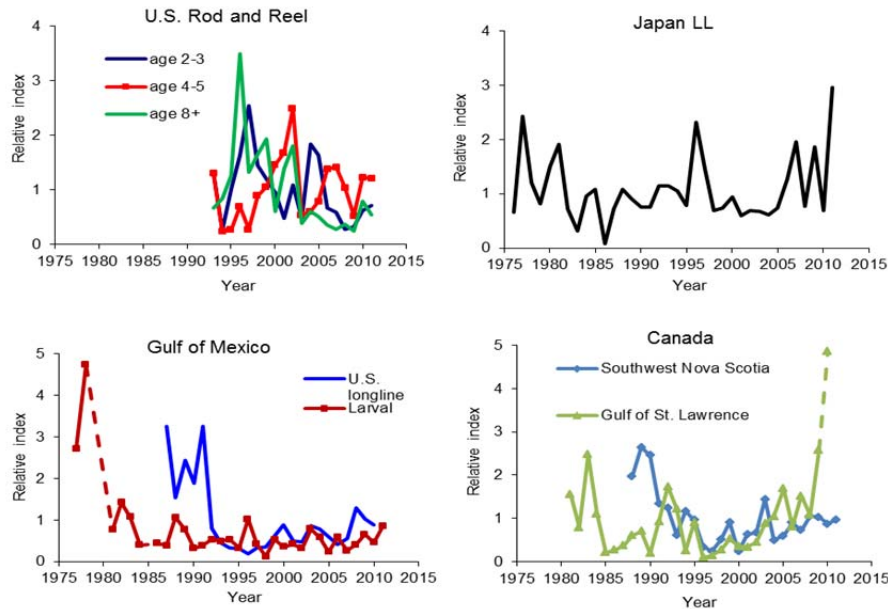 U.S. Rod and Reel
age 2-3
age 4-5
age 8+
Relative index
4
3
2
1
0
1975 1980 1985 1990 1995 2000 2005 2010 2015
Year
Japan LL
Relative index
4
3
2
1
0
1975 1980 1985 1990 1995 2000 2005 2010 2015
Year
Gulf of Mexico
U.S.
longline
Larval
Relative index
5
4
3
2
1
0
1975 1980 1985 1990 1995 2000 2005 2010 2015
Year
Canada
Southwest Nova Scotia
Gulf of St. Lawrence
Relative index
5
4
3
2
1
0
1975 1980 1985 1990 1995 2000 2005 2010 2015
Year